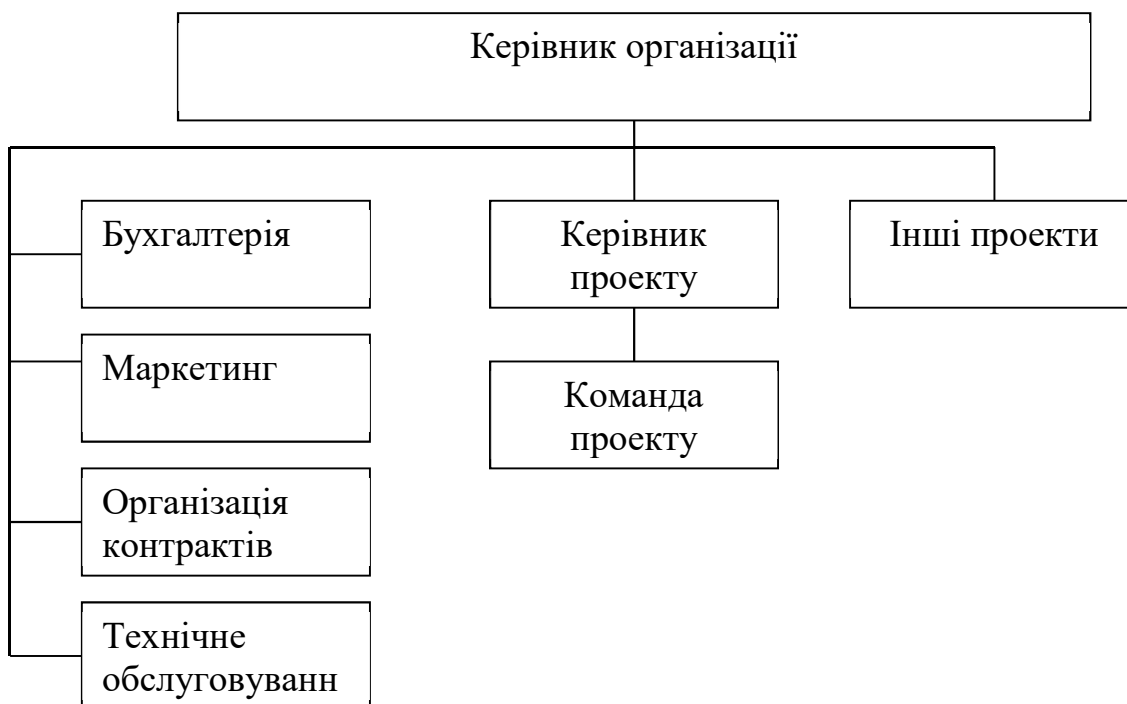 Керівник організації
Бухгалтерія
Керівник
проекту
Інші проекти
Маркетинг
Команда
проекту
Організація
контрактів
Технічне
обслуговуванн